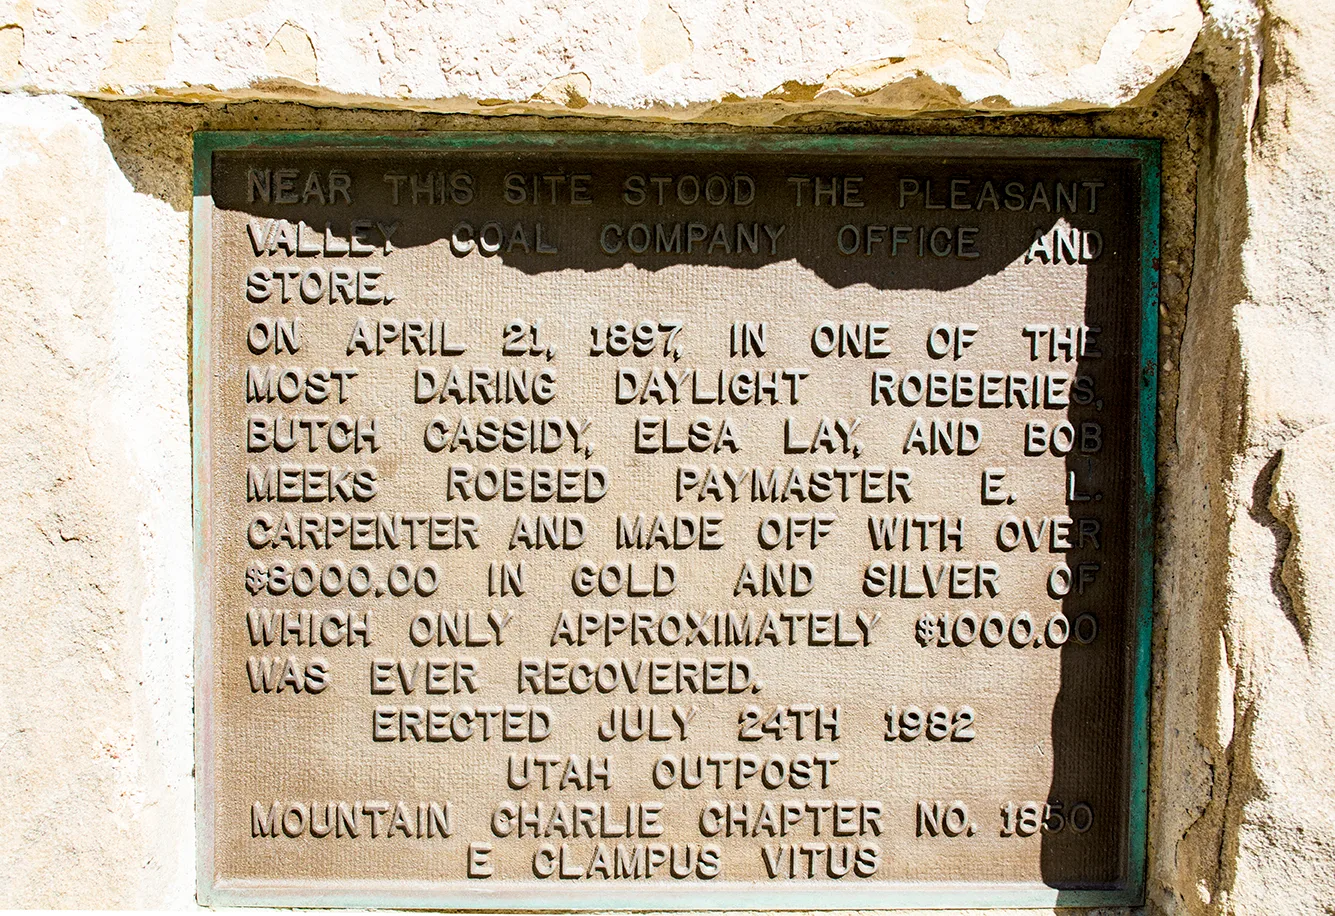 NEAR THIS SITE STOOD THE PLEASANT
VALLEY COAL COMPANY OFFICE AND
STORE.
ON APRIL 21, 1897, IN ONE OF THE
MOST DARING DAYLIGHT ROBBERIES,
BUTCH CASSIDY, ELSA LAY, AND BOB
MEEKS ROBBED PAYMASTER E. L.
CARPENTER AND MADE OFF WITH OVER
$8000.00 IN GOLD AND SILVER OF
WHICH ONLY APPROXIMATELY $1000.00
WAS EVER RECOVERED.
ERECTED JULY 24TH 1982
UTAH OUTPOST
MOUNTAIN CHARLIE CHAPTER NO. 1850
E CLAMPUS VITUS